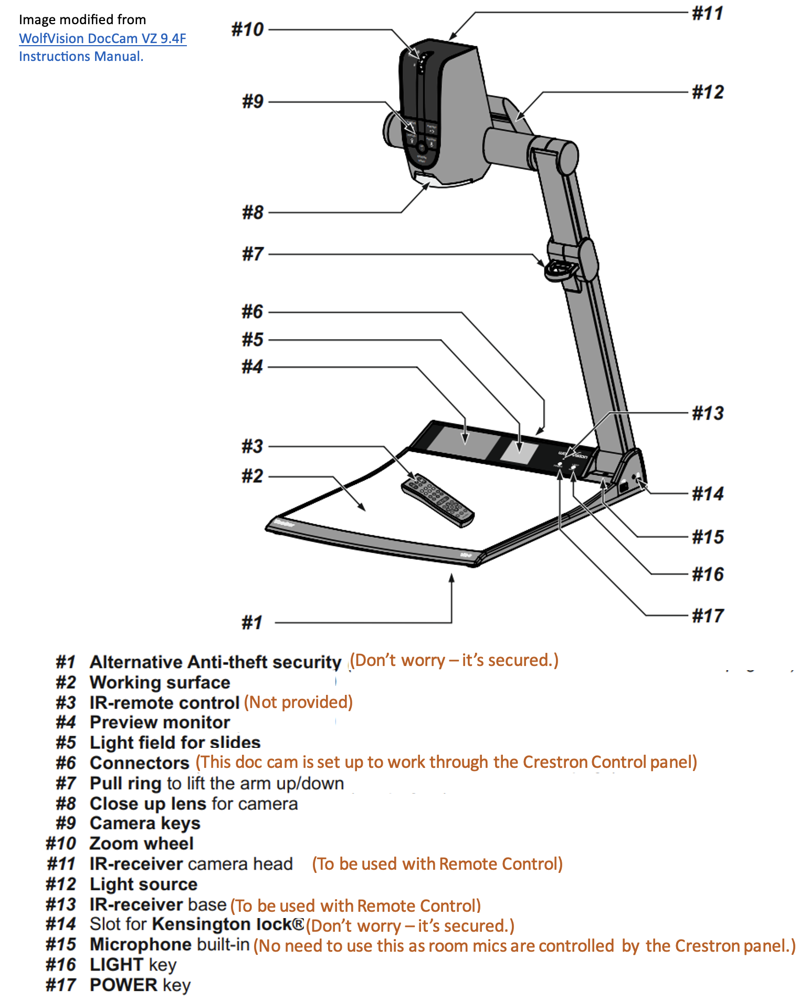 Image modified from
WolfVision DocCam VZ 9.4F
Instructions Manual.
#10
#11
#9
#12
#8
#7
#6
#5
#4
#13
#3
#2
#14
#15
#16
#17
#1
#1 Alternative Anti-theft security (Don't worry – it's secured.)
#2 Working surface
#3 IR-remote control (Not provided)
#4 Preview monitor
#5 Light field for slides
#6 Connectors (This doc cam is set up to work through the Crestron Control panel)
#7 Pull ring to lift the arm up/down
#8 Close up lens for camera
#9 Camera keys
#10 Zoom wheel
#11 IR-receiver camera head (To be used with Remote Control)
#12 Light source
#13 IR-receiver base (To be used with Remote Control)
#14 Slot for Kensington lock® (Don't worry – it's secured.)
#15 Microphone built-in (No need to use this as room mics are controlled by the Crestron panel.)
#16 LIGHT key
#17 POWER key